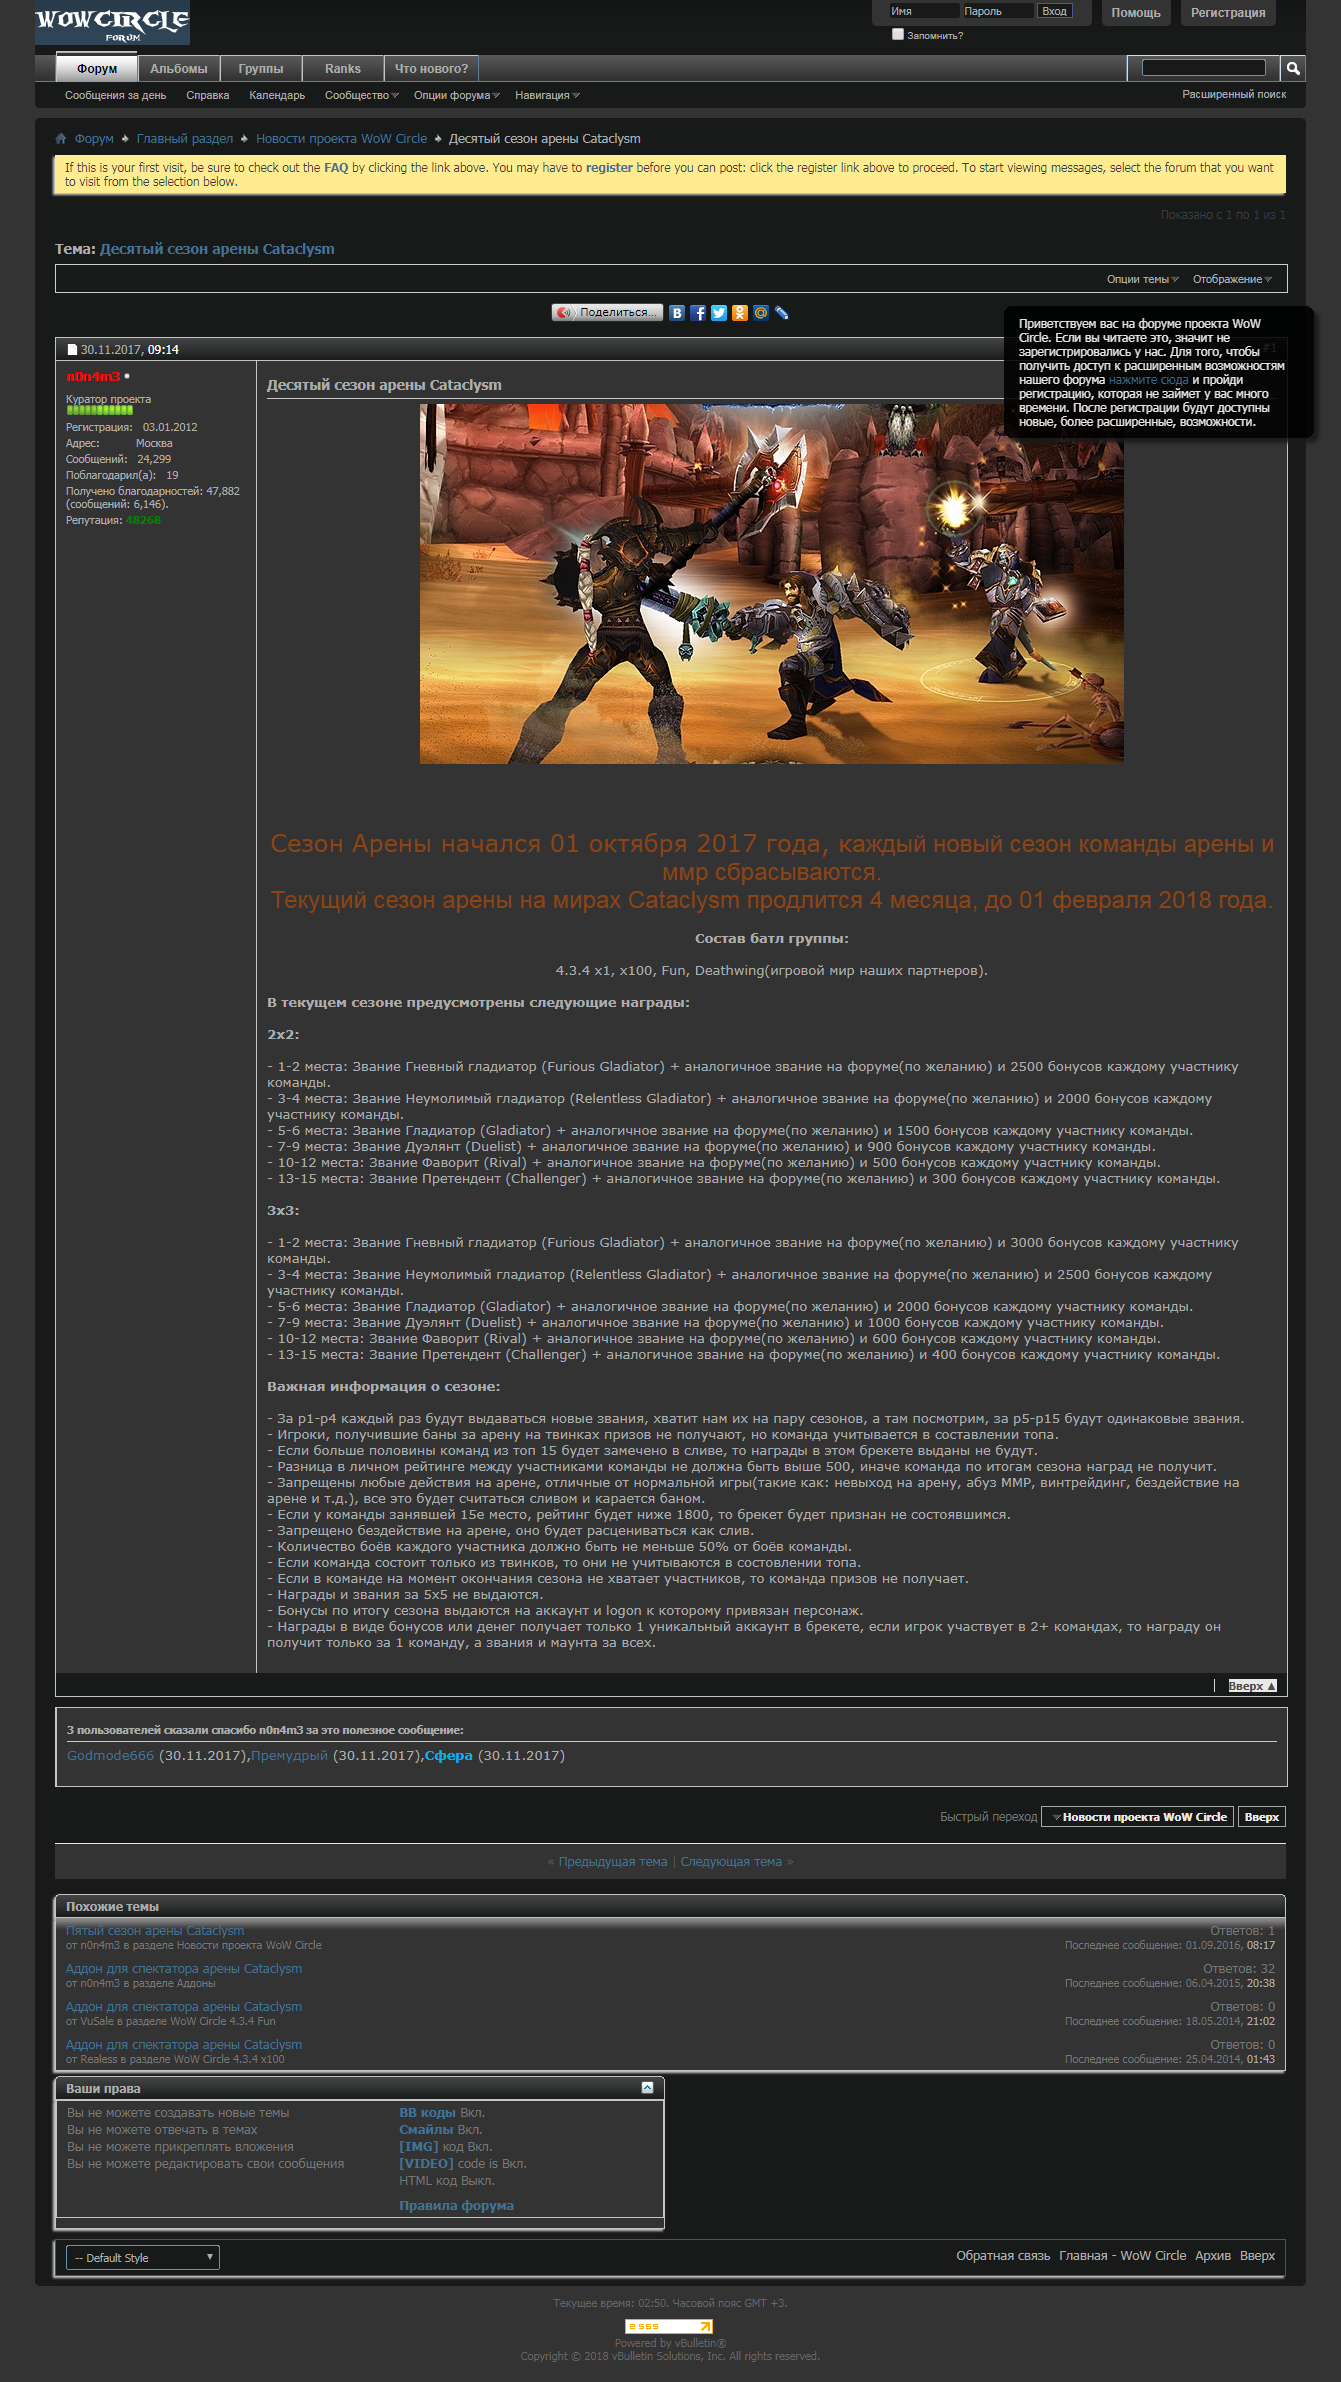 WOWCIRCLE
FORUM
Имя
Пароль
Вход
Запомнить?
Помощь
Регистрация
Форум
Альбомы
Группы
Ranks
Что нового?
Сообщения за день
Справка
Календарь
Сообщество
Опции форума
Навигация
Расширенный поиск
Форум
Главный раздел
Новости проекта WoW Circle
Десятый сезон арены Cataclysm
If this is your first visit, be sure to check out the FAQ by clicking the link above. You may have to register before you can post: click the register link above to proceed. To start viewing messages, select the forum that you want
to visit from the selection below.
Показано с 1 по 1 из 1
Тема: Десятый сезон арены Cataclysm
Опции темы
Отображение
Поделиться…
Приветствуем вас на форуме проекта WoW
Circle. Если вы читаете это, значит не
зарегистрировались у нас. Для того, чтобы
получить доступ к расширенным возможностям
нашего форума нажмите сюда и пройди
регистрацию, которая не займет у вас много
времени. После регистрации будут доступны
новые, более расширенные, возможности.
30.11.2017, 09:14
#1
n0n4m3
Куратор проекта
Регистрация: 03.01.2012
Адрес: Москва
Сообщений: 24,299
Поблагодарил(а): 19
Получено благодарностей: 47,882
(сообщений: 6,146).
Репутация: 48268
Десятый сезон арены Cataclysm
Сезон Арены начался 01 октября 2017 года, каждый новый сезон команды арены и
ммр сбрасываются.
Текущий сезон арены на мирах Cataclysm продлится 4 месяца, до 01 февраля 2018 года.
Состав батл группы:
4.3.4 x1, x100, Fun, Deathwing(игровой мир наших партнеров).
В текущем сезоне предусмотрены следующие награды:
2x2:
- 1-2 места: Звание Гневный гладиатор (Furious Gladiator) + аналогичное звание на форуме(по желанию) и 2500 бонусов каждому участнику
команды.
- 3-4 места: Звание Неумолимый гладиатор (Relentless Gladiator) + аналогичное звание на форуме(по желанию) и 2000 бонусов каждому
участнику команды.
- 5-6 места: Звание Гладиатор (Gladiator) + аналогичное звание на форуме(по желанию) и 1500 бонусов каждому участнику команды.
- 7-9 места: Звание Дуэлянт (Duelist) + аналогичное звание на форуме(по желанию) и 900 бонусов каждому участнику команды.
- 10-12 места: Звание Фаворит (Rival) + аналогичное звание на форуме(по желанию) и 500 бонусов каждому участнику команды.
- 13-15 места: Звание Претендент (Challenger) + аналогичное звание на форуме(по желанию) и 300 бонусов каждому участнику команды.
3x3:
- 1-2 места: Звание Гневный гладиатор (Furious Gladiator) + аналогичное звание на форуме(по желанию) и 3000 бонусов каждому участнику
команды.
- 3-4 места: Звание Неумолимый гладиатор (Relentless Gladiator) + аналогичное звание на форуме(по желанию) и 2500 бонусов каждому
участнику команды.
- 5-6 места: Звание Гладиатор (Gladiator) + аналогичное звание на форуме(по желанию) и 2000 бонусов каждому участнику команды.
- 7-9 места: Звание Дуэлянт (Duelist) + аналогичное звание на форуме(по желанию) и 1000 бонусов каждому участнику команды.
- 10-12 места: Звание Фаворит (Rival) + аналогичное звание на форуме(по желанию) и 600 бонусов каждому участнику команды.
- 13-15 места: Звание Претендент (Challenger) + аналогичное звание на форуме(по желанию) и 400 бонусов каждому участнику команды.
Важная информация о сезоне:
- За p1-p4 каждый раз будут выдаваться новые звания, хватит нам их на пару сезонов, а там посмотрим, за p5-p15 будут одинаковые звания.
- Игроки, получившие баны за арену на твинках призов не получают, но команда учитывается в составлении топа.
- Если больше половины команд из топ 15 будет замечено в сливе, то награды в этом брекете выданы не будут.
- Разница в личном рейтинге между участниками команды не должна быть выше 500, иначе команда по итогам сезона наград не получит.
- Запрещены любые действия на арене, отличные от нормальной игры(такие как: невыход на арену, абуз ММР, винтрейдинг, бездействие на
арене и т.д.), все это будет считаться сливом и карается баном.
- Если у команды занявшей 15е место, рейтинг будет ниже 1800, то брекет будет признан не состоявшимся.
- Запрещено бездействие на арене, оно будет расцениваться как слив.
- Количество боёв каждого участника должно быть не меньше 50% от боёв команды.
- Если команда состоит только из твинков, то они не учитываются в состовлении топа.
- Если в команде на момент окончания сезона не хватает участников, то команда призов не получает.
- Награды и звания за 5x5 не выдаются.
- Бонусы по итогу сезона выдаются на аккаунт и logon к которому привязан персонаж.
- Награды в виде бонусов или денег получает только 1 уникальный аккаунт в брекете, если игрок участвует в 2+ командах, то награду он
получит только за 1 команду, а звания и маунта за всех.
Вверх ▲
3 пользователей сказали спасибо n0n4m3 за это полезное сообщение:
Godmode666 (30.11.2017),Премудрый (30.11.2017),Сфера (30.11.2017)
Быстрый переход
Новости проекта WoW Circle
Вверх
« Предыдущая тема | Следующая тема »
Похожие темы
Пятый сезон арены Cataclysm
Ответов: 1
от n0n4m3 в разделе Новости проекта WoW Circle
Последнее сообщение: 01.09.2016, 08:17
Аддон для спектатора арены Cataclysm
Ответов: 32
от n0n4m3 в разделе Аддоны
Последнее сообщение: 06.04.2015, 20:38
Аддон для спектатора арены Cataclysm
Ответов: 0
от VuSale в разделе WoW Circle 4.3.4 Fun
Последнее сообщение: 18.05.2014, 21:02
Аддон для спектатора арены Cataclysm
Ответов: 0
от Realess в разделе WoW Circle 4.3.4 x100
Последнее сообщение: 25.04.2014, 01:43
Ваши права
Вы не можете создавать новые темы
Вы не можете отвечать в темах
Вы не можете прикреплять вложения
Вы не можете редактировать свои сообщения
BB коды Вкл.
Смайлы Вкл.
[IMG] код Вкл.
[VIDEO] code is Вкл.
HTML код Выкл.
Правила форума
-- Default Style
Обратная связь
Главная - WoW Circle
Архив
Вверх
Текущее время: 02:50. Часовой пояс GMT +3.
Powered by vBulletin®
Copyright © 2018 vBulletin Solutions, Inc. All rights reserved.